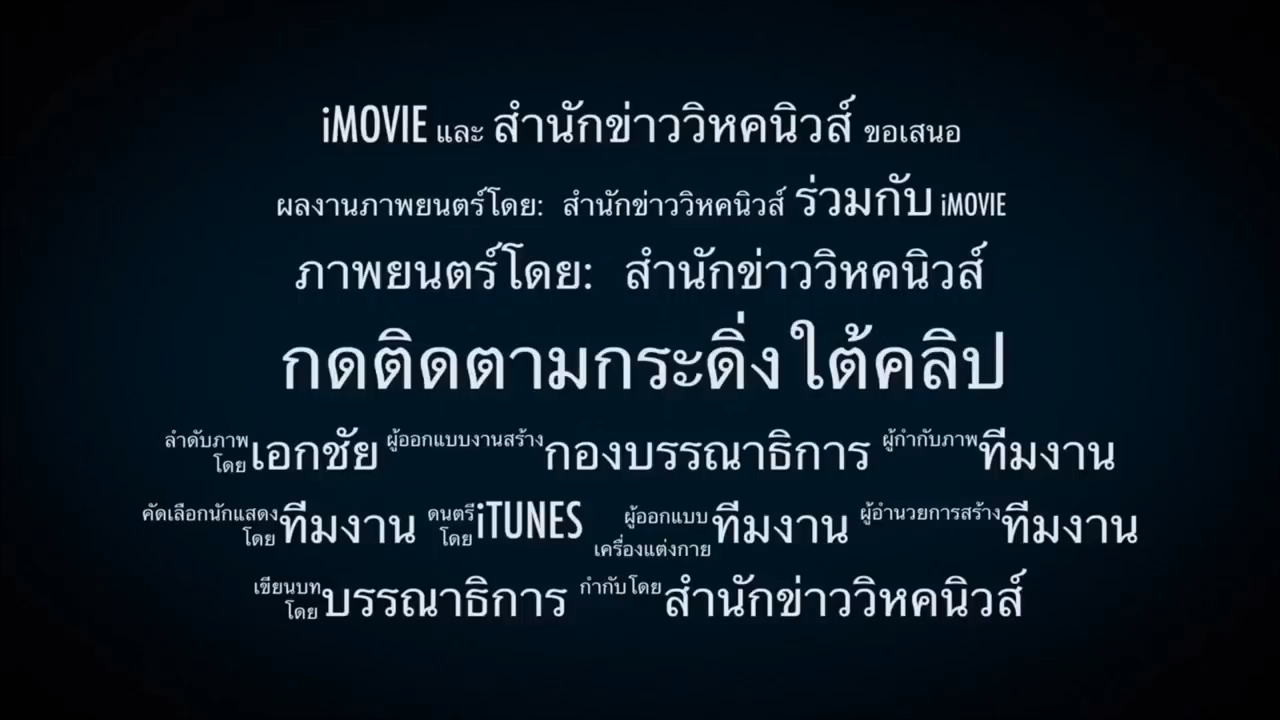 iMOVIE และ สำนักข่าววิหคนิวส์ ขอเสนอ
ผลงานภาพยนตร์โดย: สำนักข่าววิหคนิวส์ ร่วมกับ iMOVIE
ภาพยนตร์โดย: สำนักข่าววิหคนิวส์
กดติดตามกระดิ่งใต้คลิป
ลำดับภาพโดย เอกชัย ผู้ออกแบบงานสร้าง กองบรรณาธิการ ผู้กำกับภาพ ทีมงาน
คัดเลือกนักแสดงโดย ทีมงาน ดนตรีโดย iTUNES ผู้ออกแบบเครื่องแต่งกาย ทีมงาน ผู้อำนวยการสร้าง ทีมงาน
เขียนบทโดย บรรณาธิการ กำกับโดย สำนักข่าววิหคนิวส์